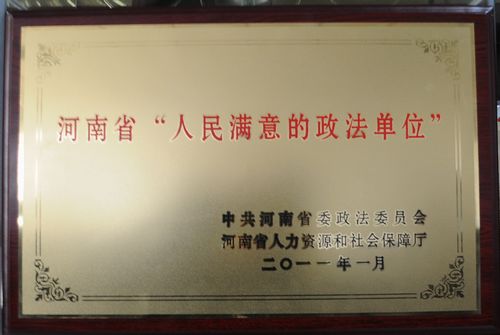 河南省“人民满意的政法单位”
中共河南省委政法委员会
河南省人力资源和社会保障厅
二〇一一年一月